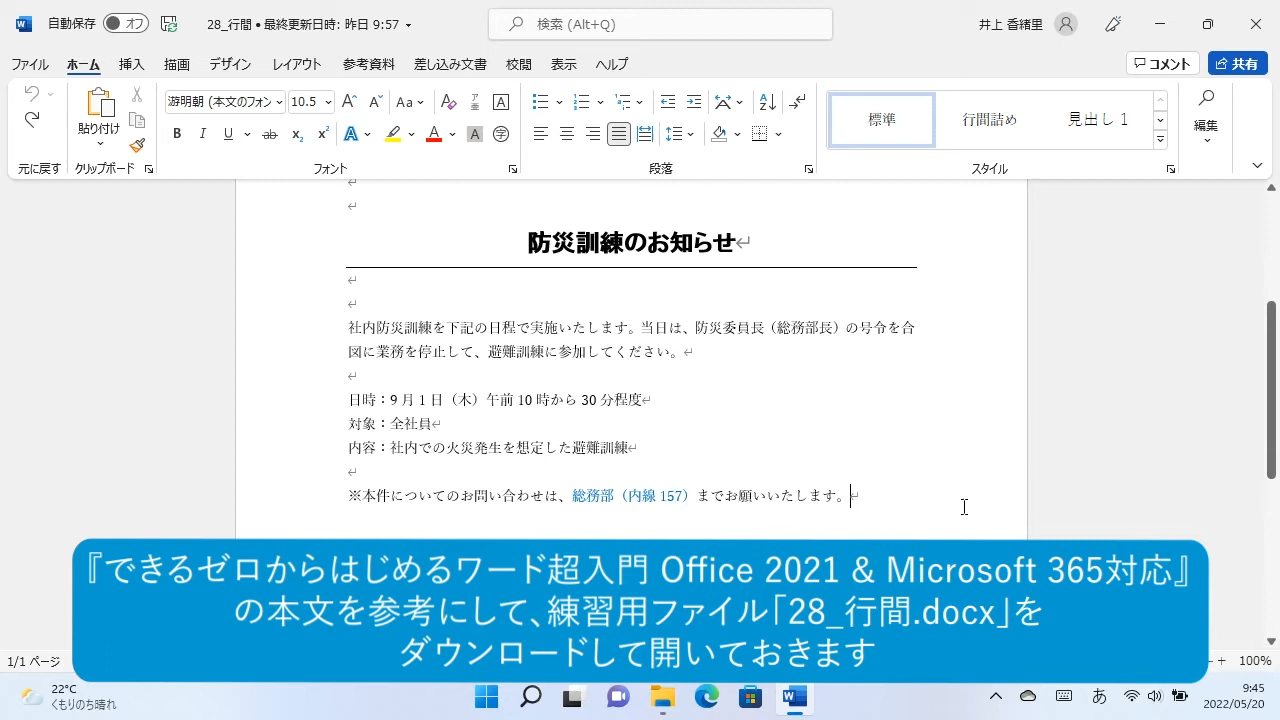 自動保存 オフ 28_行間 • 最終更新日時: 昨日 9:57 検索 (Alt+Q) 井上 香緒里
ファイル ホーム 挿入 描画 デザイン レイアウト 参考資料 差し込み文書 校閲 表示 ヘルプ コメント 共有
游明朝 (本文のフォン 10.5 Aa
貼り付け 標準 行間詰め 見出し 1 編集
元に戻す クリップボード フォント 段落 スタイル
防災訓練のお知らせ
社内防災訓練を下記の日程で実施いたします。当日は、防災委員長（総務部長）の号令を合
図に業務を停止して、避難訓練に参加してください。
日時：9 月 1 日（木）午前 10 時から 30 分程度
対象：全社員
内容：社内での火災発生を想定した避難訓練
※本件についてのお問い合わせは、総務部（内線 157）までお願いいたします。
『できるゼロからはじめるワード超入門 Office 2021 & Microsoft 365対応』
の本文を参考にして、練習用ファイル「28_行間.docx」を
ダウンロードして開いておきます
1/1 ページ 100%
22°C
くもりのち晴れ
あ
9:45
2022/05/20